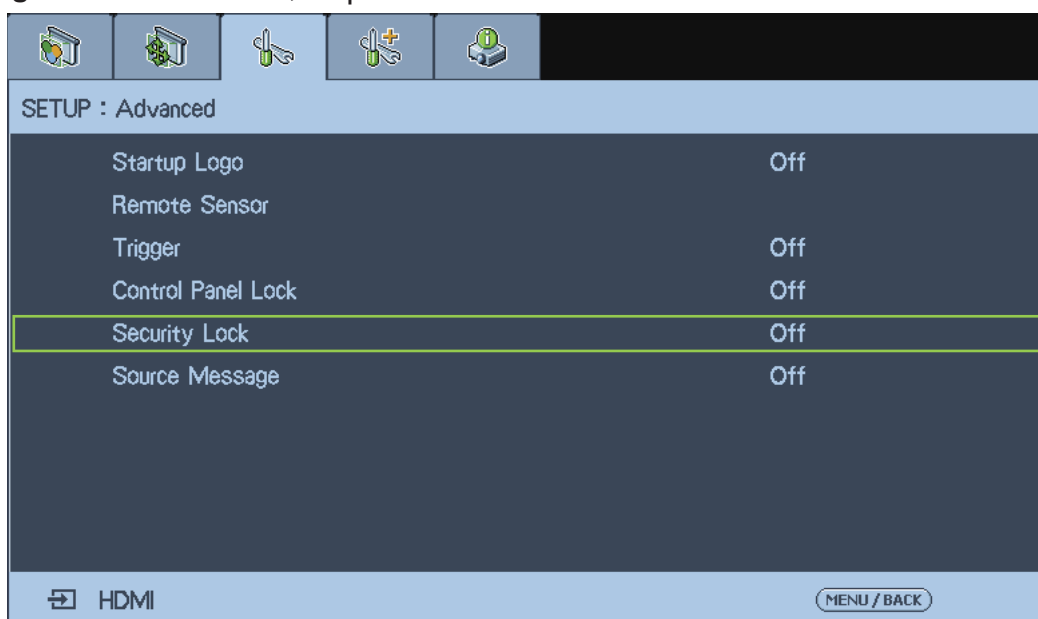 SETUP : Advanced
Startup Logo Off
Remote Sensor
Trigger Off
Control Panel Lock Off
Security Lock Off
Source Message Off
HDMI MENU / BACK